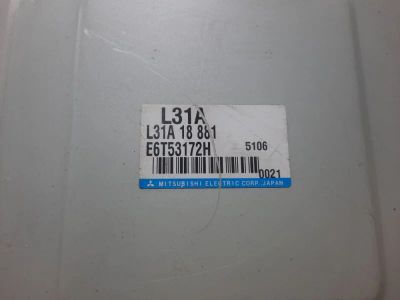 L31A
L31A 18 881
E6T53172H 5106
0021
MITSUBISHI ELECTRIC CORP. JAPAN